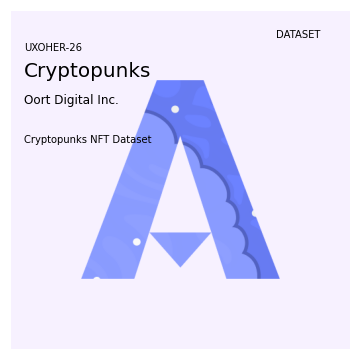 DATASET
UXOHER-26
Cryptopunks
Oort Digital Inc.
Cryptopunks NFT Dataset